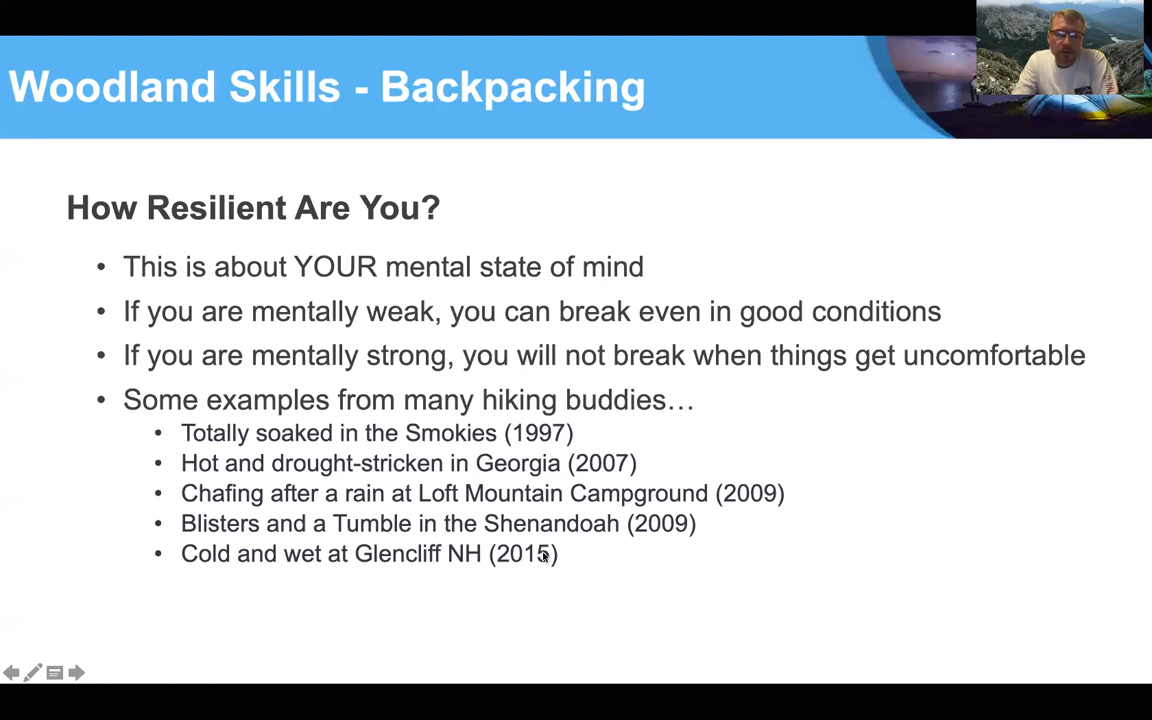 Woodland Skills - Backpacking
How Resilient Are You?
• This is about YOUR mental state of mind
• If you are mentally weak, you can break even in good conditions
• If you are mentally strong, you will not break when things get uncomfortable
• Some examples from many hiking buddies…
• Totally soaked in the Smokies (1997)
• Hot and drought-stricken in Georgia (2007)
• Chafing after a rain at Loft Mountain Campground (2009)
• Blisters and a Tumble in the Shenandoah (2009)
• Cold and wet at Glencliff NH (2015)